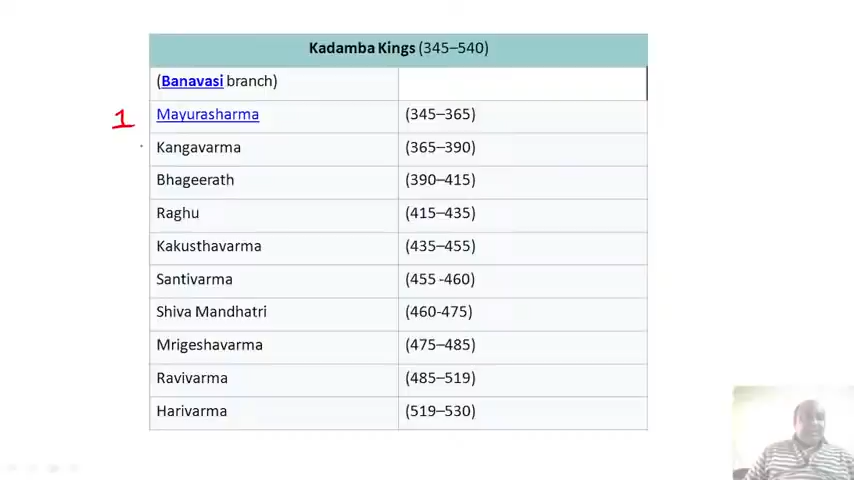 Kadamba Kings (345–540)
(Banavasi branch)
1 Mayurasharma (345–365)
Kangavarma (365–390)
Bhageerath (390–415)
Raghu (415–435)
Kakusthavarma (435–455)
Santivarma (455 -460)
Shiva Mandhatri (460-475)
Mrigeshavarma (475–485)
Ravivarma (485–519)
Harivarma (519–530)